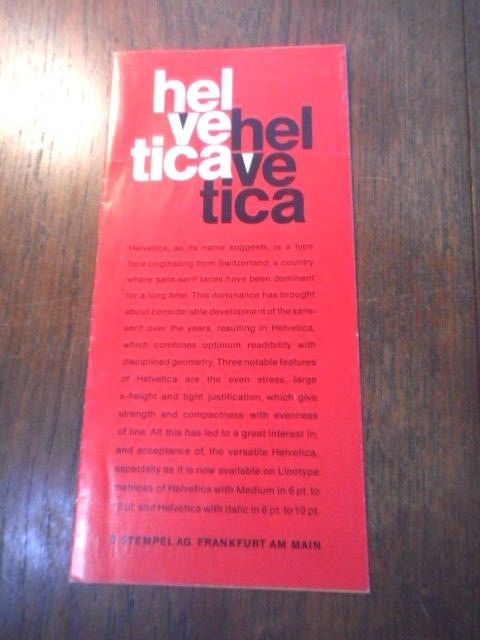 hel
ve
tica
hel
ve
tica
Helvetica, as its name suggests, is a type
face originating from Switzerland, a country
where sans-serif faces have been dominant
for a long time. This dominance has brought
about considerable development of the sans-
serif over the years, resulting in Helvetica,
which combines optimum readibility with
disciplined geometry. Three notable features
of Helvetica are the even stress, large
x-height and tight justification, which give
strength and compactness with evenness
of line. All this has led to a great interest in,
and acceptance of, the versatile Helvetica,
especially as it is now available on Linotype
matrices of Helvetica with Medium in 6 pt. to
pt. and Helvetica with Italic in 6 pt. to 10 pt.
D STEMPEL AG FRANKFURT AM MAIN